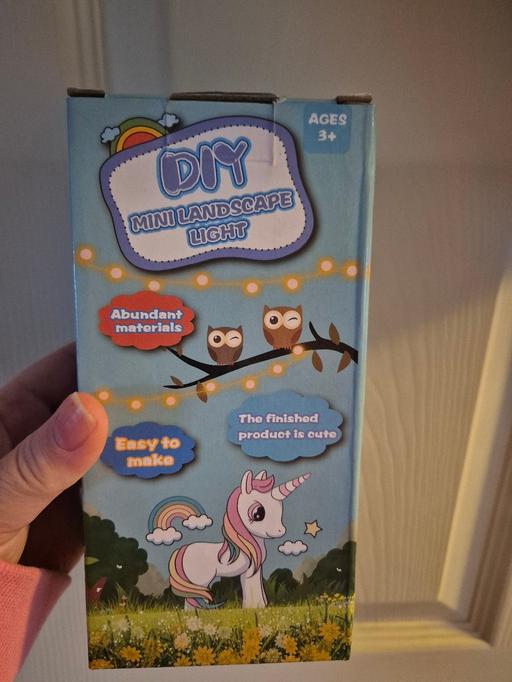 AGES
3+
DIY
MINI LANDSCAPE
LIGHT
Abundant
materials
The finished
product is cute
Easy to
make